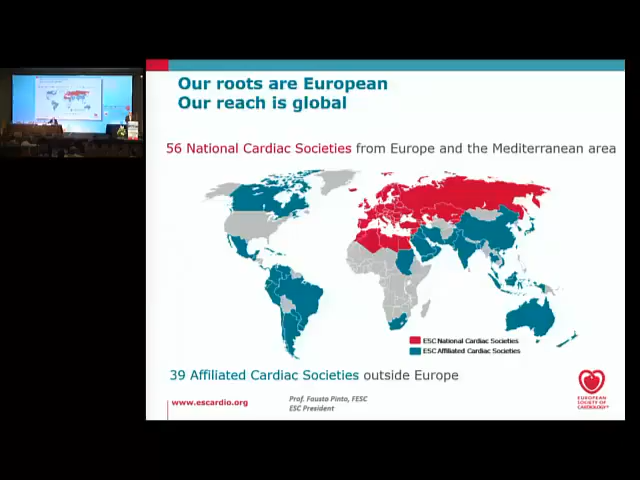 Our roots are European
Our reach is global
56 National Cardiac Societies from Europe and the Mediterranean area
ESC National Cardiac Societies
ESC Affiliated Cardiac Societies
39 Affiliated Cardiac Societies outside Europe
www.escardio.org
Prof. Fausto Pinto, FESC
ESC President
EUROPEAN
SOCIETY OF
CARDIOLOGY®